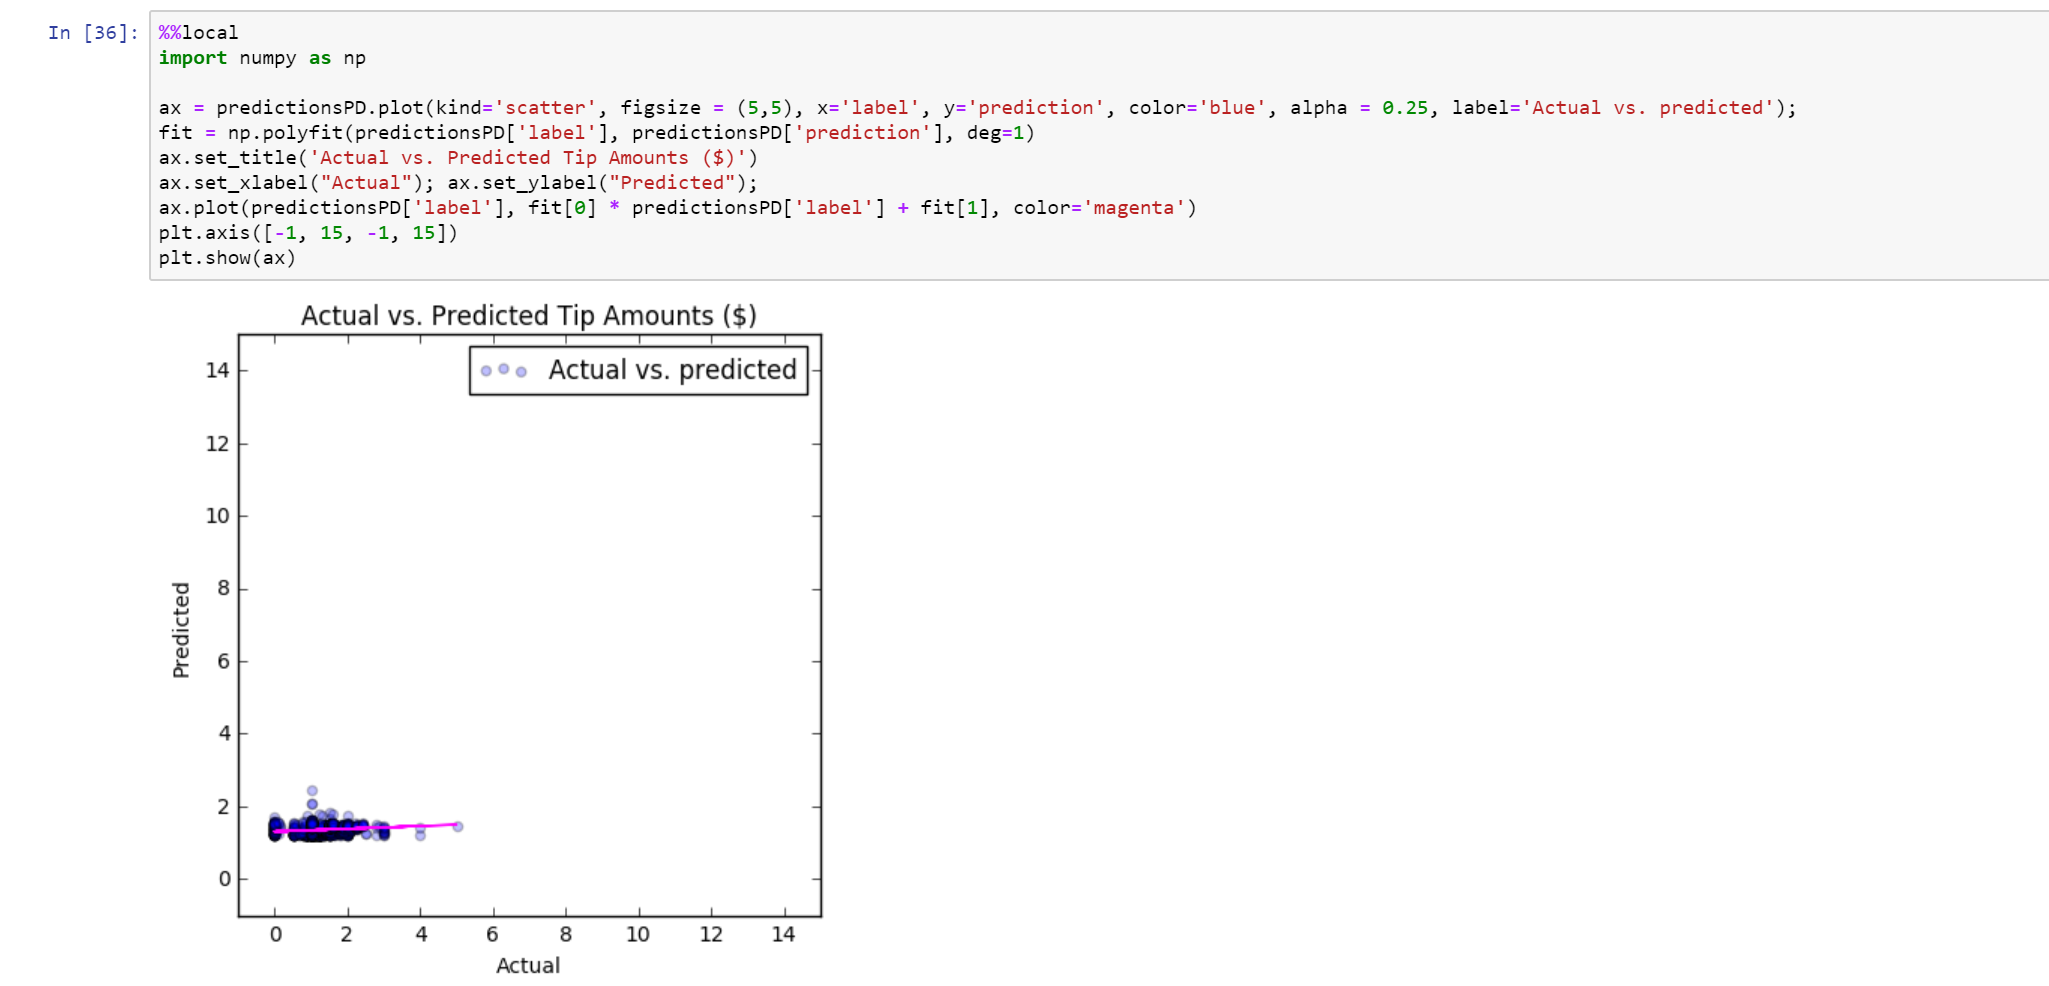 In [36]:
%%local
import numpy as np
ax = predictionsPD.plot(kind='scatter', figsize = (5,5), x='label', y='prediction', color='blue', alpha = 0.25, label='Actual vs. predicted');
fit = np.polyfit(predictionsPD['label'], predictionsPD['prediction'], deg=1)
ax.set_title('Actual vs. Predicted Tip Amounts ($)')
ax.set_xlabel("Actual"); ax.set_ylabel("Predicted");
ax.plot(predictionsPD['label'], fit[0] * predictionsPD['label'] + fit[1], color='magenta')
plt.axis([-1, 15, -1, 15])
plt.show(ax)
Actual vs. Predicted Tip Amounts ($)
Actual vs. predicted
14
12
10
8
6
4
2
0
Predicted
0 2 4 6 8 10 12 14
Actual